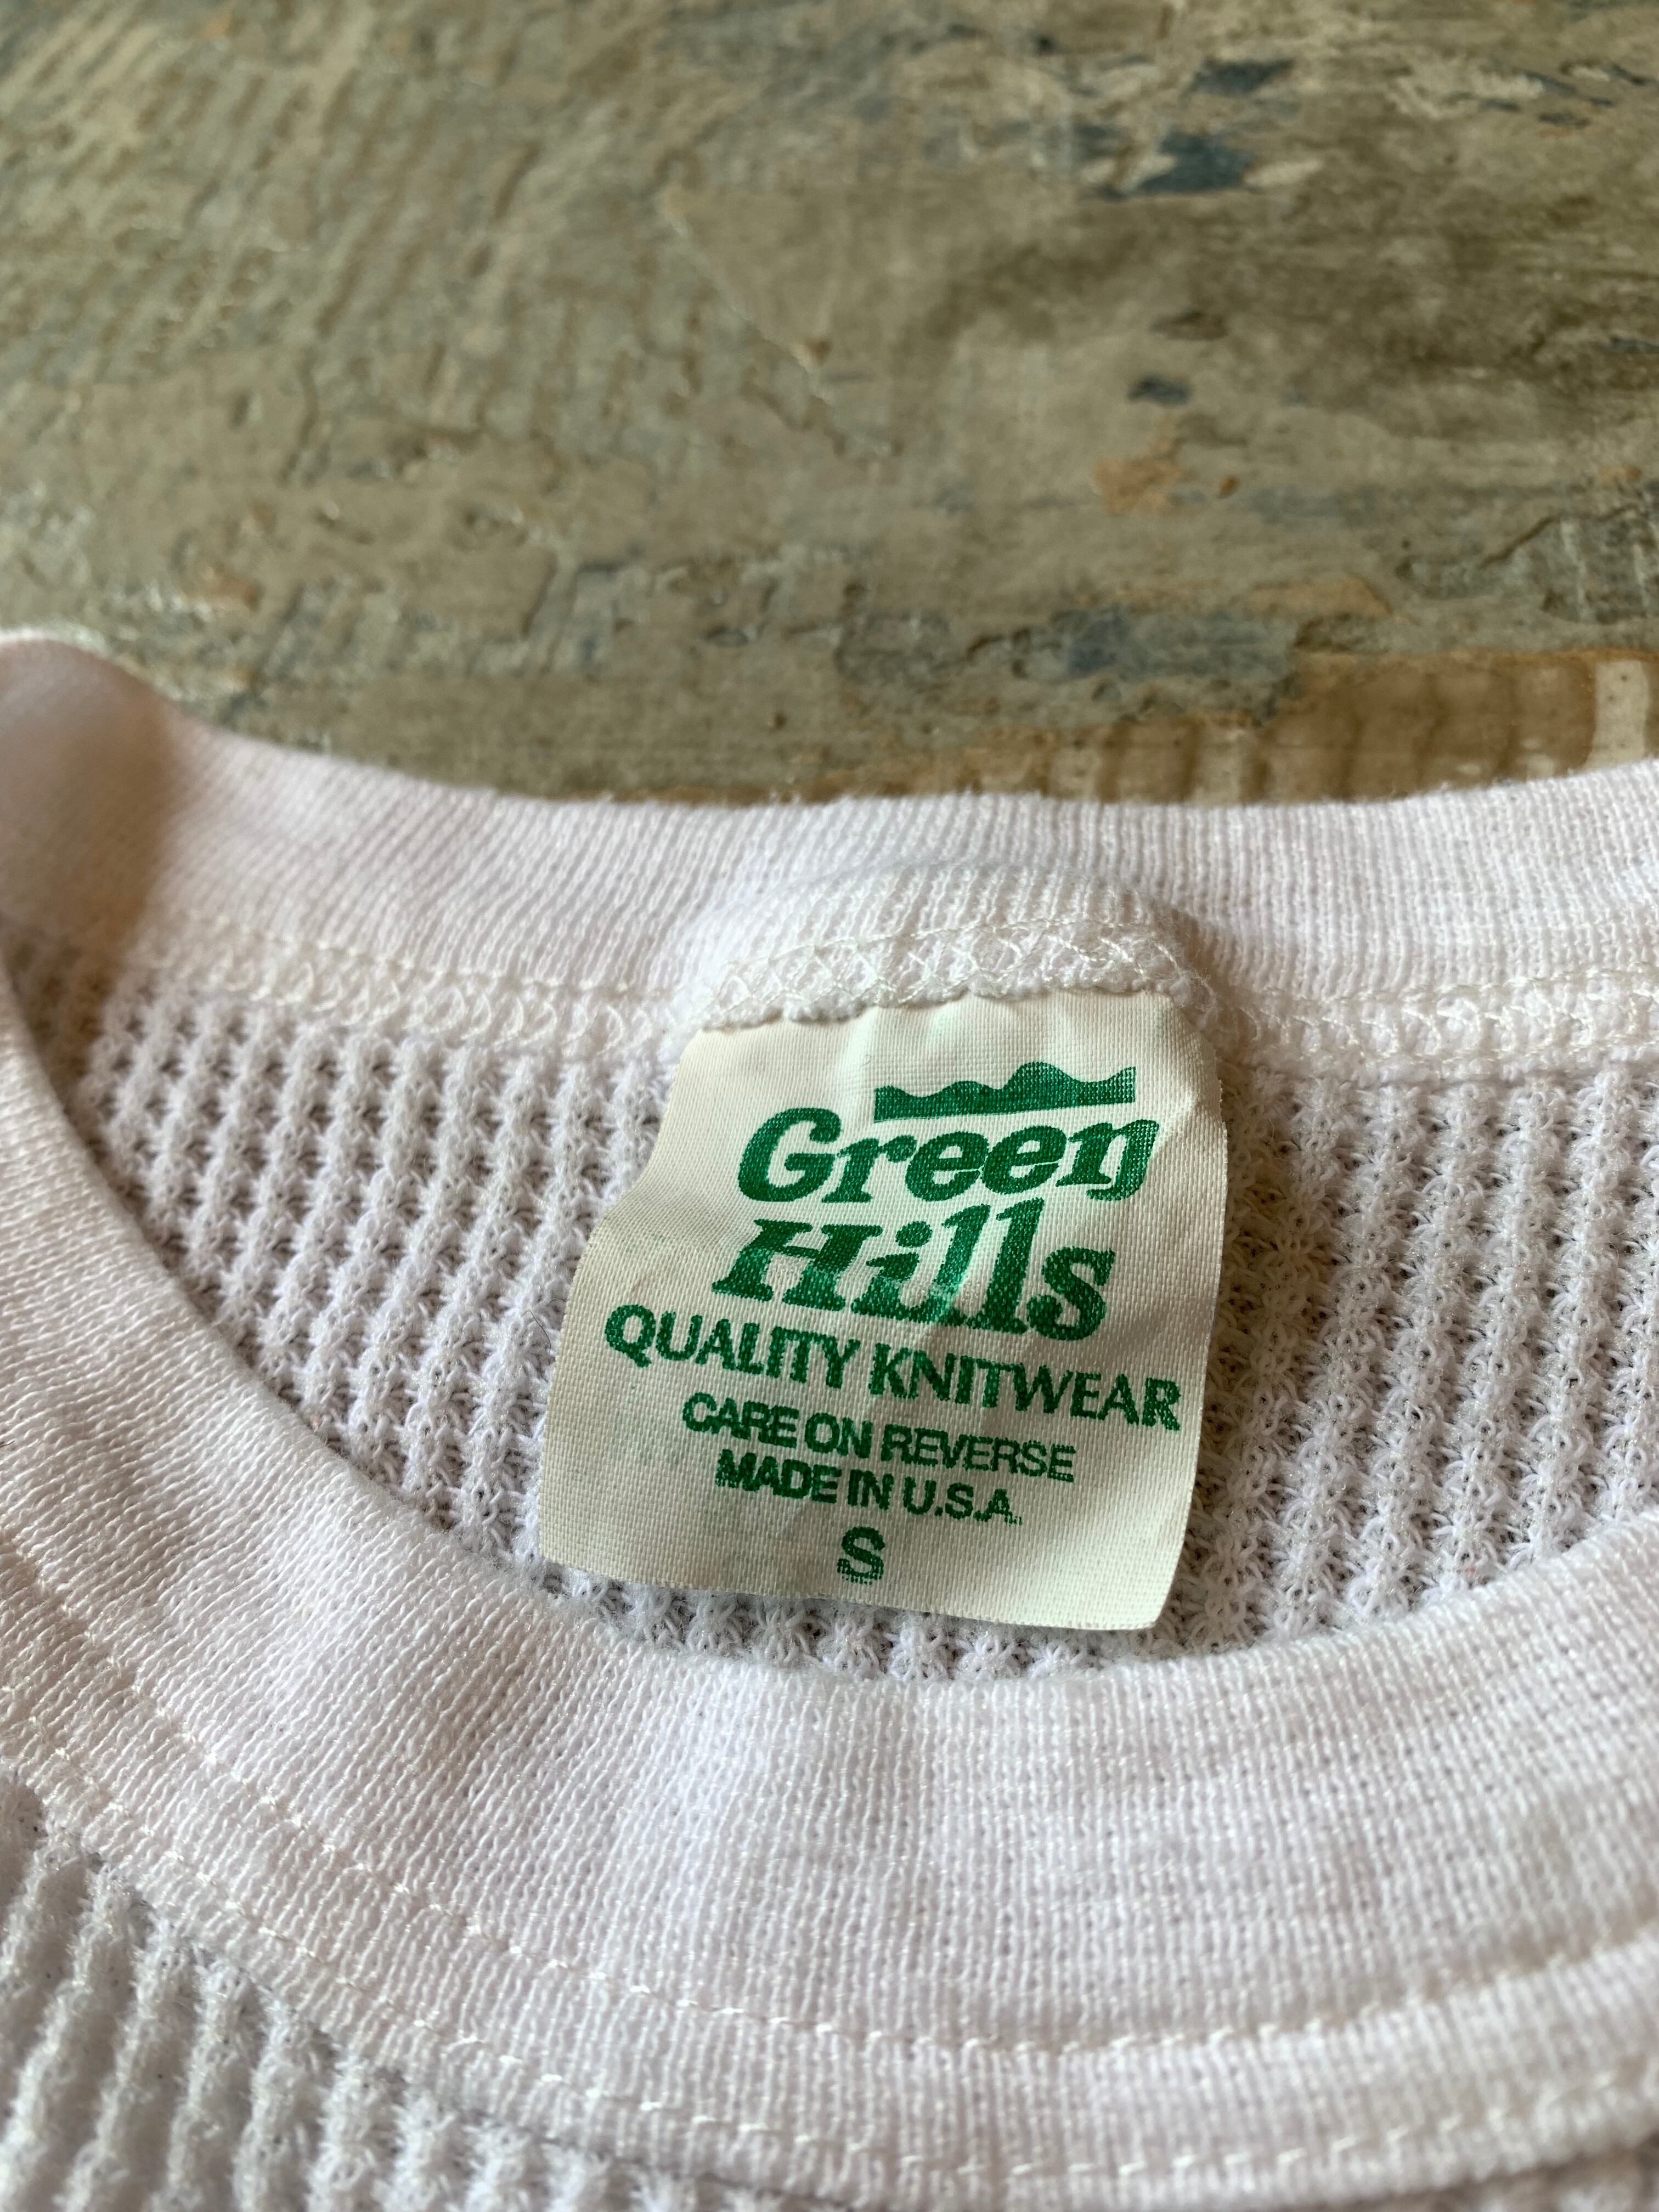 Green
Hills
QUALITY KNITWEAR
CARE ON REVERSE
MADE IN U.S.A.
S